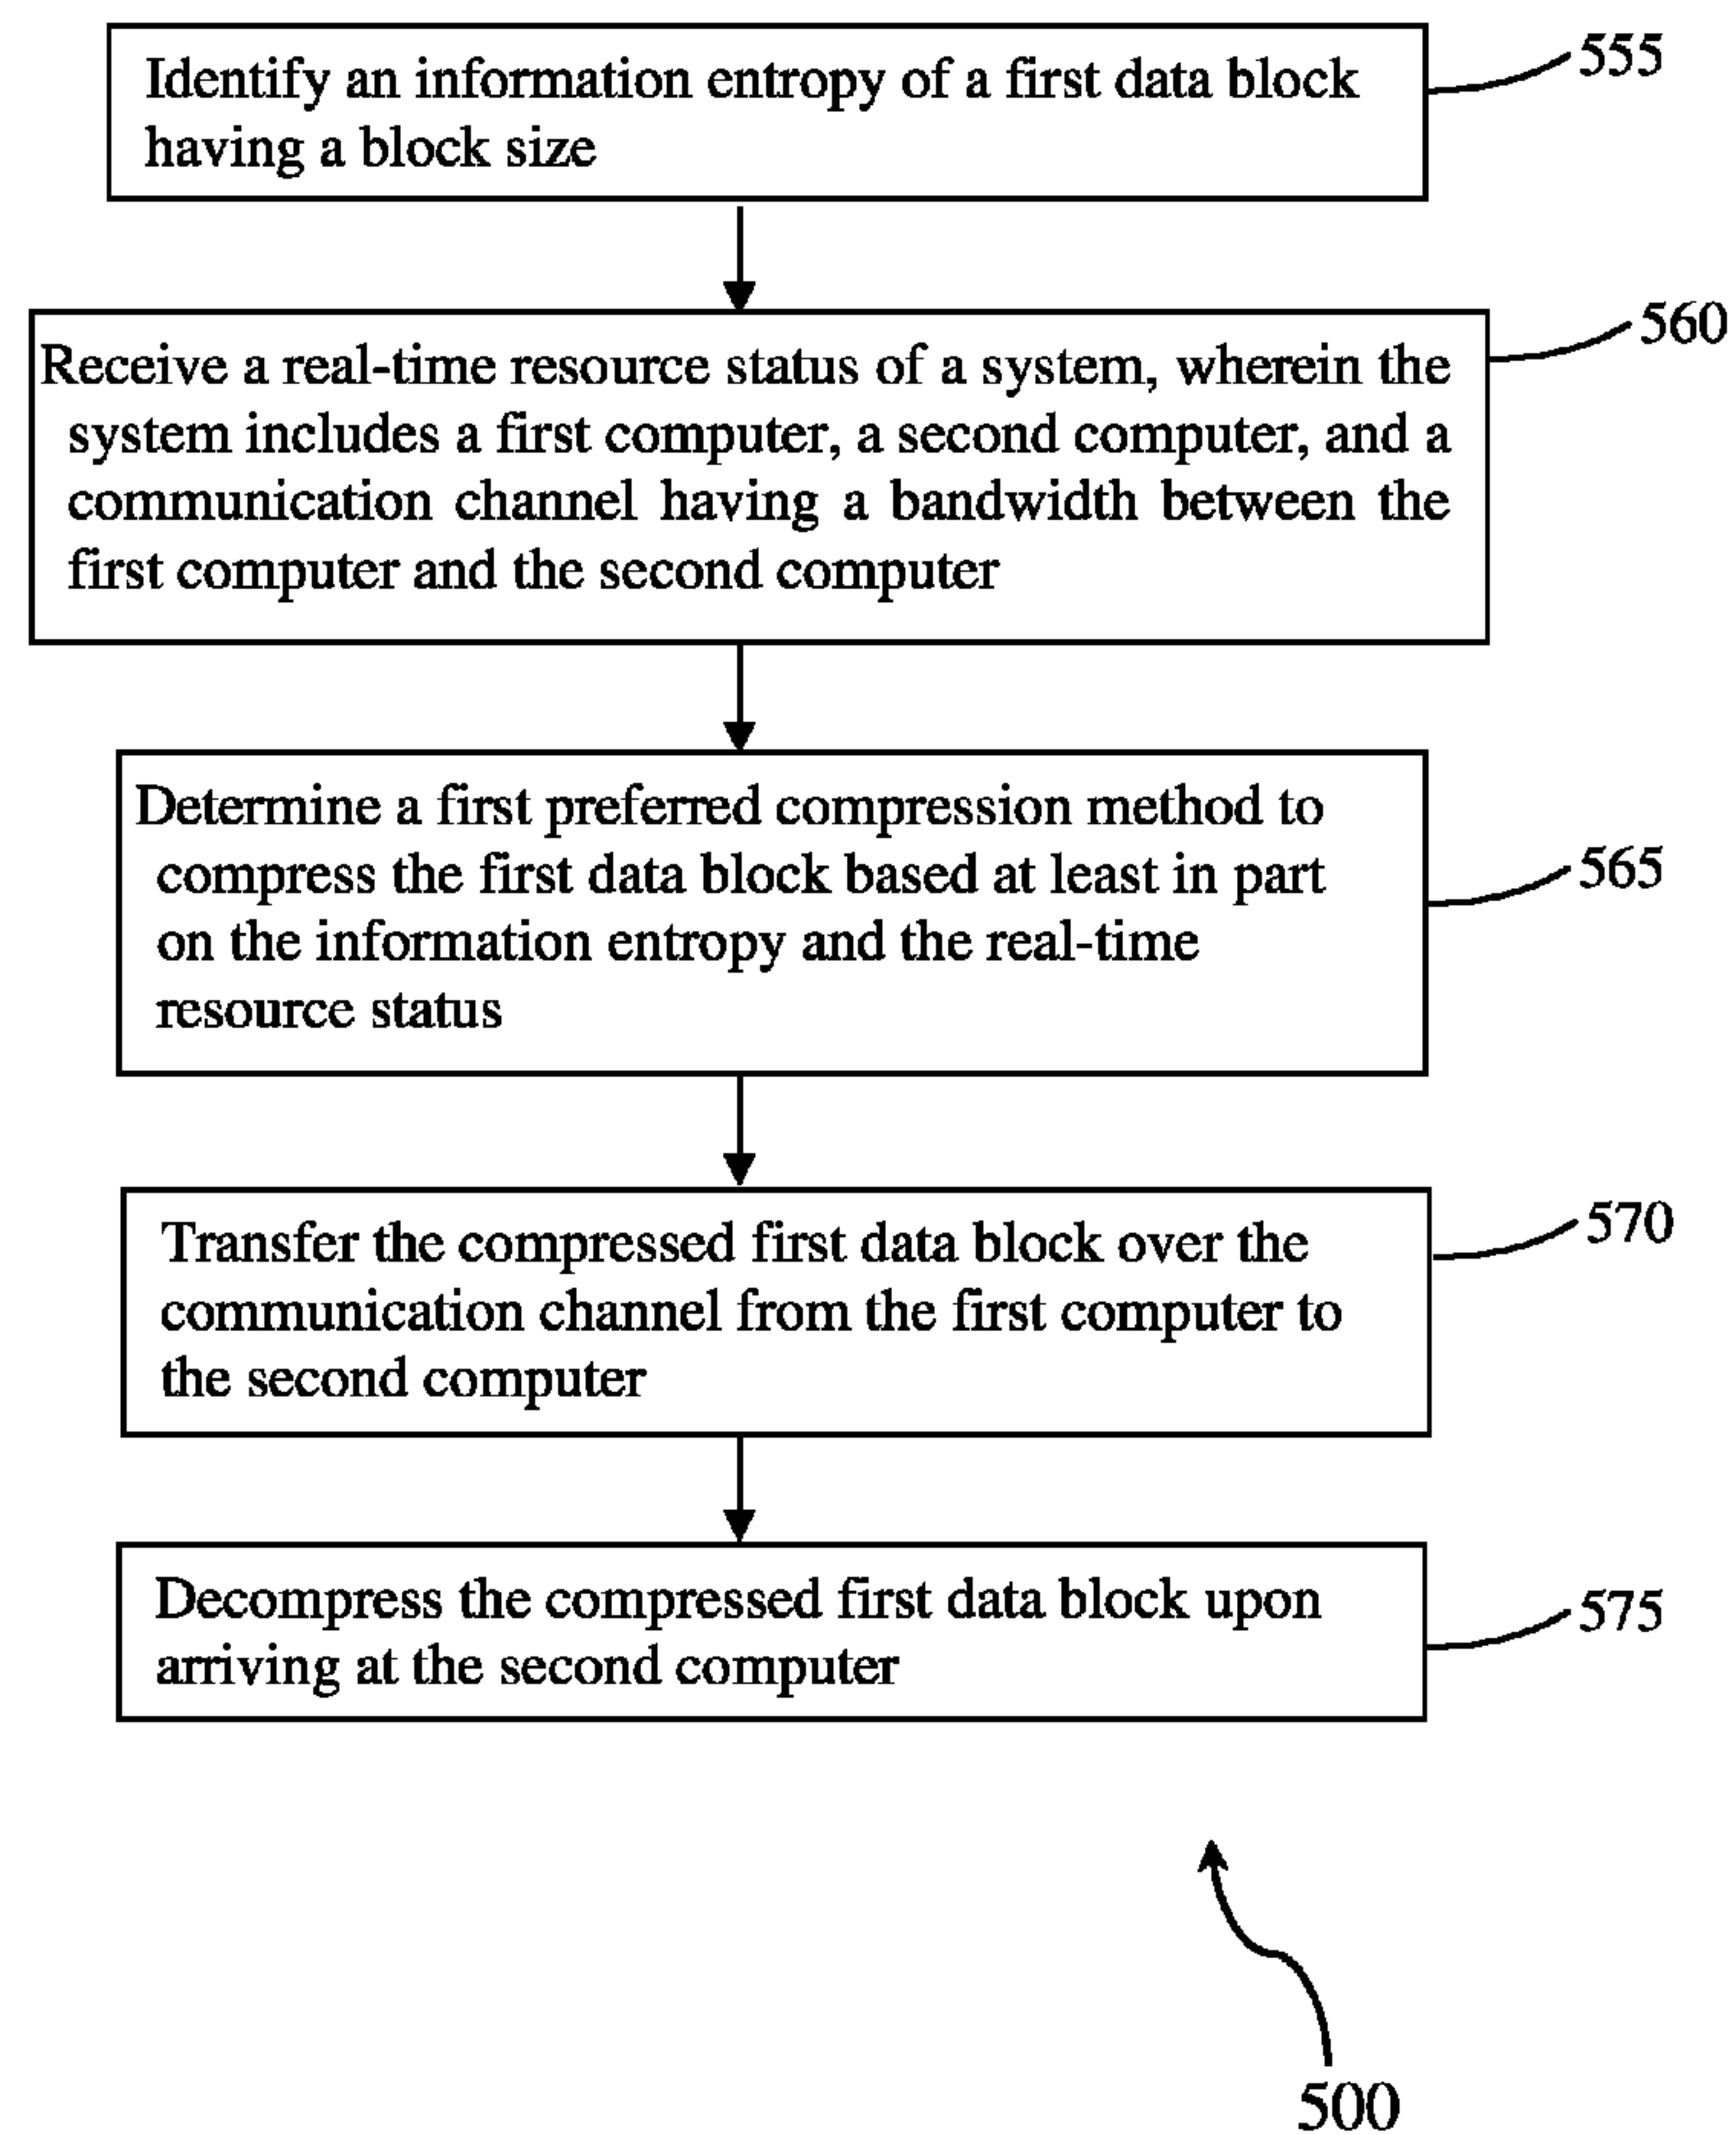 Identify an information entropy of a first data block
having a block size
555
Receive a real-time resource status of a system, wherein the
system includes a first computer, a second computer, and a
communication channel having a bandwidth between the
first computer and the second computer
560
Determine a first preferred compression method to
compress the first data block based at least in part
on the information entropy and the real-time
resource status
565
Transfer the compressed first data block over the
communication channel from the first computer to
the second computer
570
Decompress the compressed first data block upon
arriving at the second computer
575
500